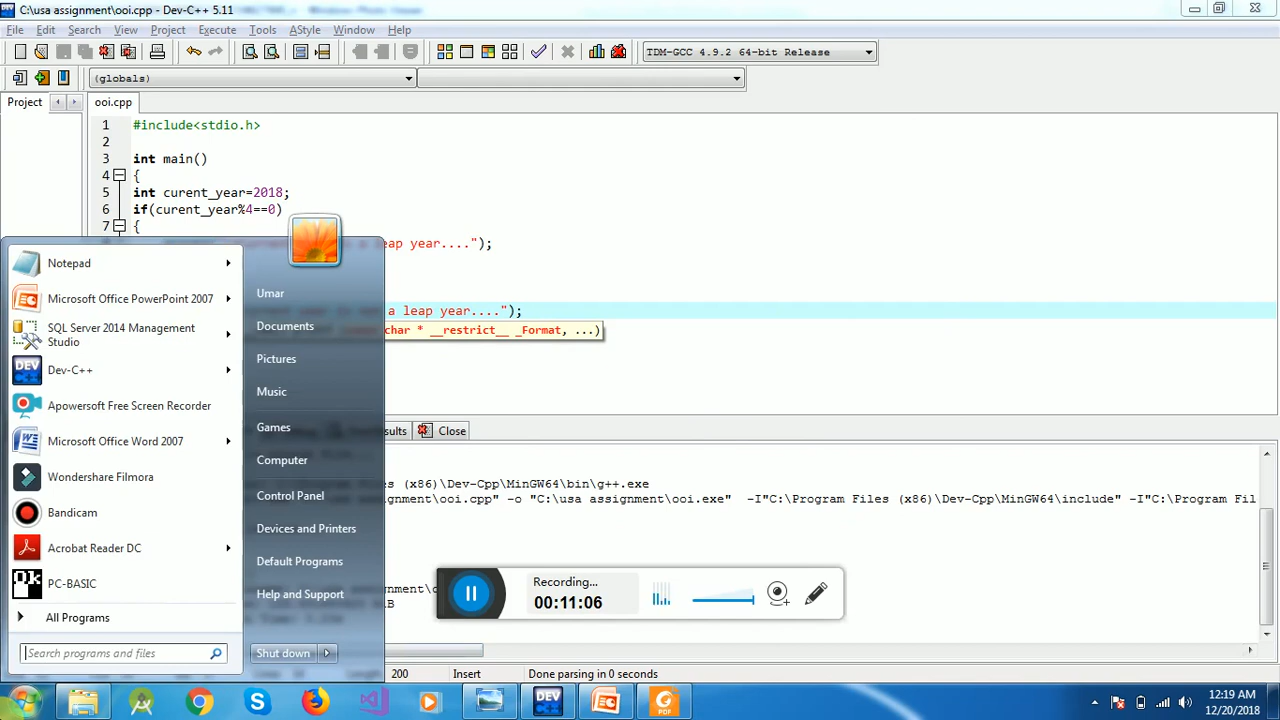 C:\usa assignment\ooi.cpp - Dev-C++ 5.11
File Edit Search View Project Execute Tools AStyle Window Help
TDM-GCC 4.9.2 64-bit Release
(globals)
Project
ooi.cpp
1 #include<stdio.h>
2
3 int main()
4 {
5 int curent_year=2018;
6 if(curent_year%4==0)
7 {
a leap year....");
a leap year....");
char * __restrict__ _Format, ...)
Notepad
Microsoft Office PowerPoint 2007
SQL Server 2014 Management
Studio
Dev-C++
Apowersoft Free Screen Recorder
Microsoft Office Word 2007
Wondershare Filmora
Bandicam
Acrobat Reader DC
PC-BASIC
All Programs
Search programs and files
Umar
Documents
Pictures
Music
Games
Computer
Control Panel
Devices and Printers
Default Programs
Help and Support
Shut down
Close
Files (x86)\Dev-Cpp\MinGW64\bin\g++.exe
assignment\ooi.cpp" -o "C:\usa assignment\ooi.exe" -I"C:\Program Files (x86)\Dev-Cpp\MinGW64\include" -I"C:\Program Fil
Recording...
00:11:06
200 Insert Done parsing in 0 seconds
PDF
12:19 AM
12/20/2018